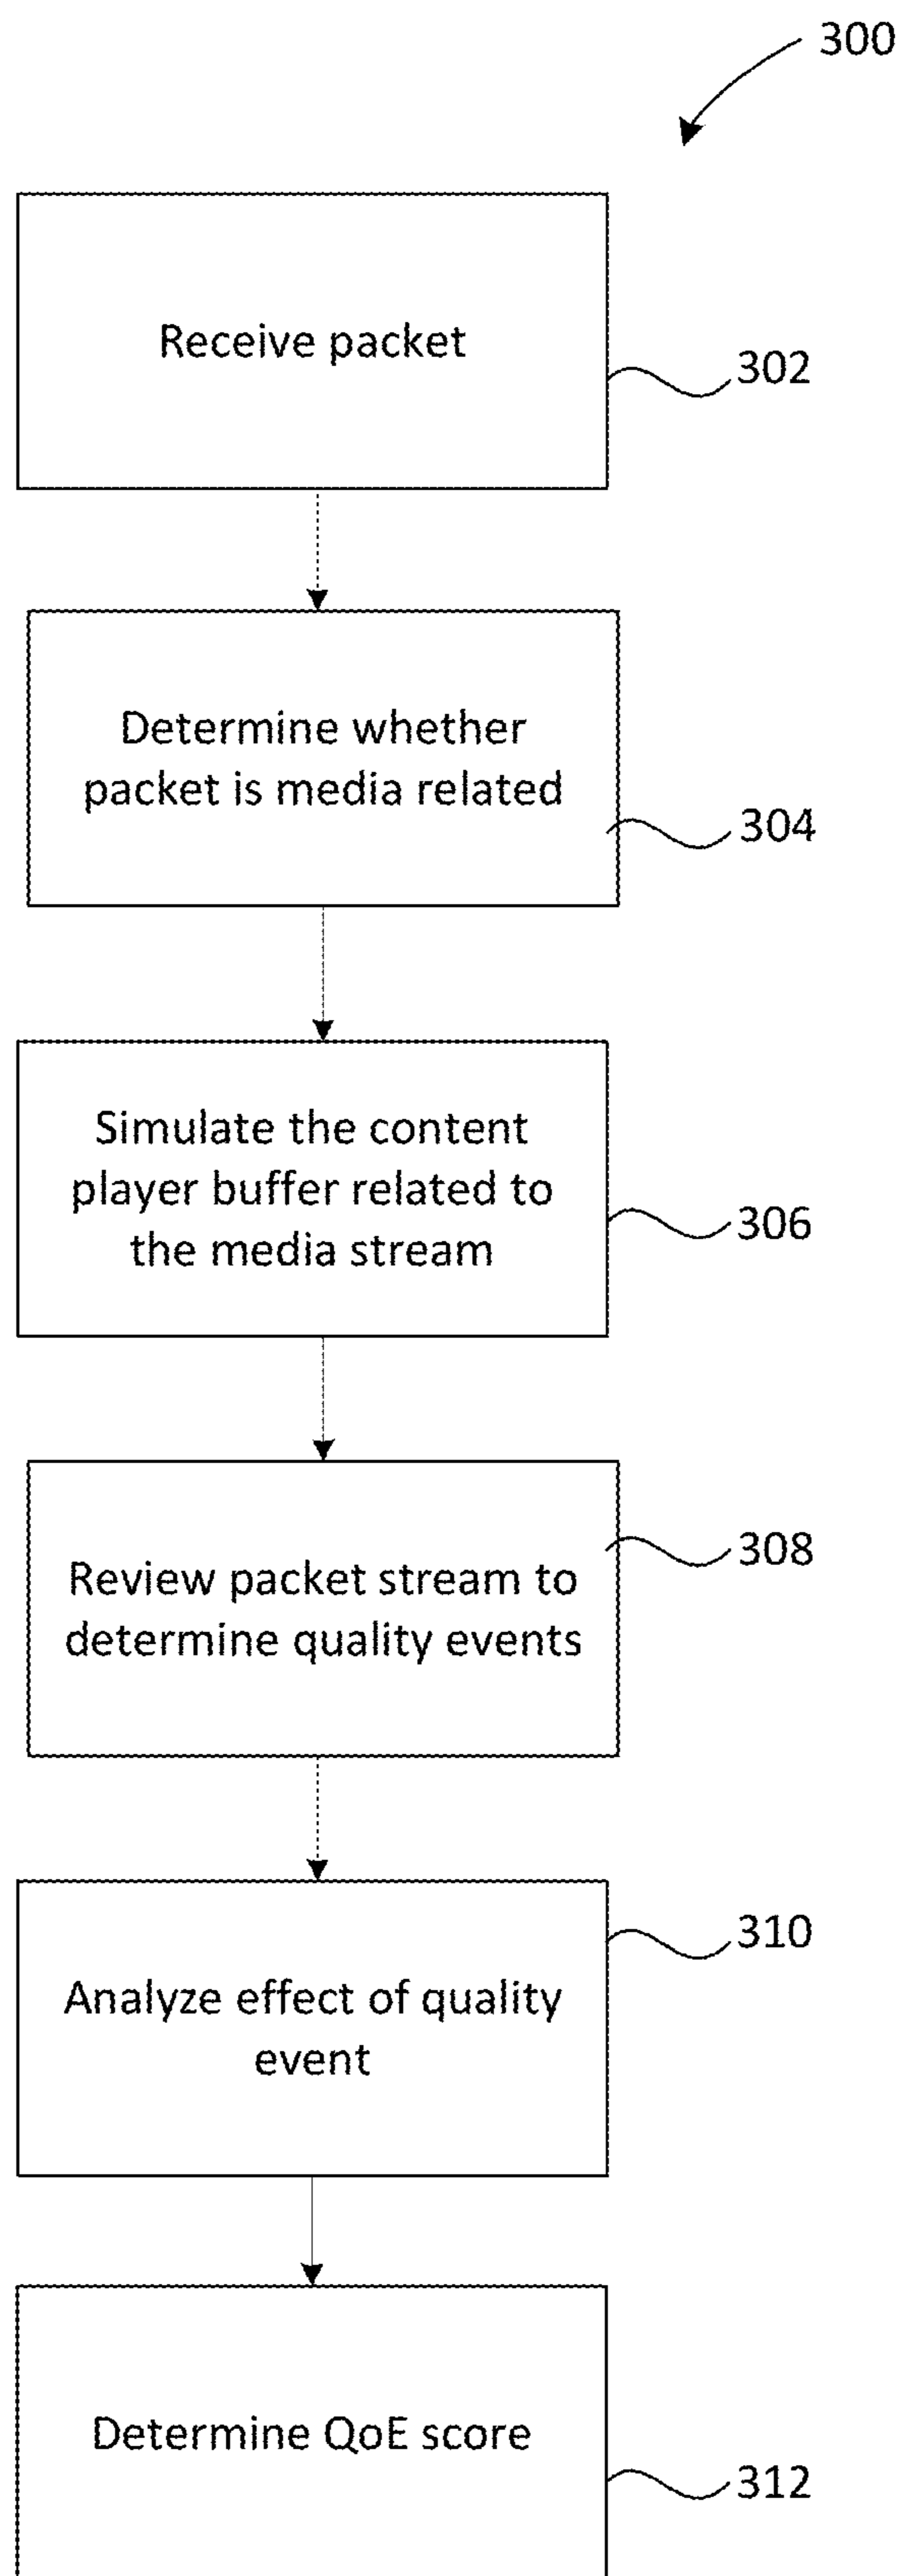 300
Receive packet
302
Determine whether
packet is media related
304
Simulate the content
player buffer related to
the media stream
306
Review packet stream to
determine quality events
308
Analyze effect of quality
event
310
Determine QoE score
312